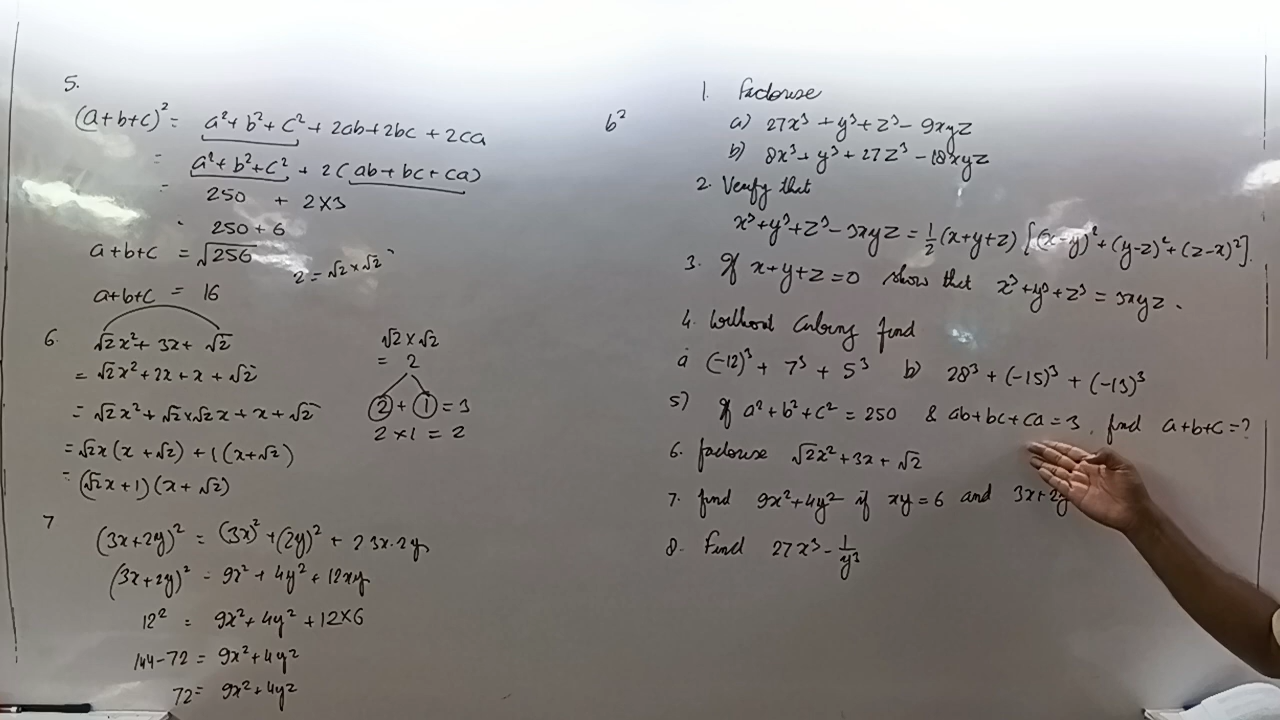 5.
(a+b+c)² = a²+b²+c²+2ab+2bc+2ca
= a²+b²+c² + 2(ab+bc+ca)
= 250 + 2×3
250+6
a+b+c = √256
2=√2×√2
a+b+c = 16
6. √2x²+3x+√2
= √2x²+2x+x+√2
= √2x²+√2×√2x+x+√2
= √2x(x+√2)+1(x+√2)
= (√2x+1)(x+√2)
√2×√2
= 2
2+1=3
2×1=2
7
(3x+2y)² = (3x)²+(2y)²+2 3x.2y
(3x+2y)² = 9x²+4y²+12xy
12² = 9x²+4y²+12×6
144-72 = 9x²+4y²
72= 9x²+4y²
b²
1. Factorise
a) 27x³+y³+z³-9xyz
b) 8x³+y³+27z³-18xyz
2. Verify that
x³+y³+z³-3xyz=1/2(x+y+z)[(x-y)²+(y-z)²+(z-x)²].
3. If x+y+z=0 show that x³+y³+z³=3xyz.
4. Without Cubing find
a (-12)³+7³+5³ b) 28³+(-15)³+(-13)³
5) If a²+b²+c²=250 & ab+bc+ca=3, find a+b+c=?
6. factorise √2x²+3x+√2
7. find 9x²+4y² if xy=6 and 3x+2y
8. Find 27x³-1/y³